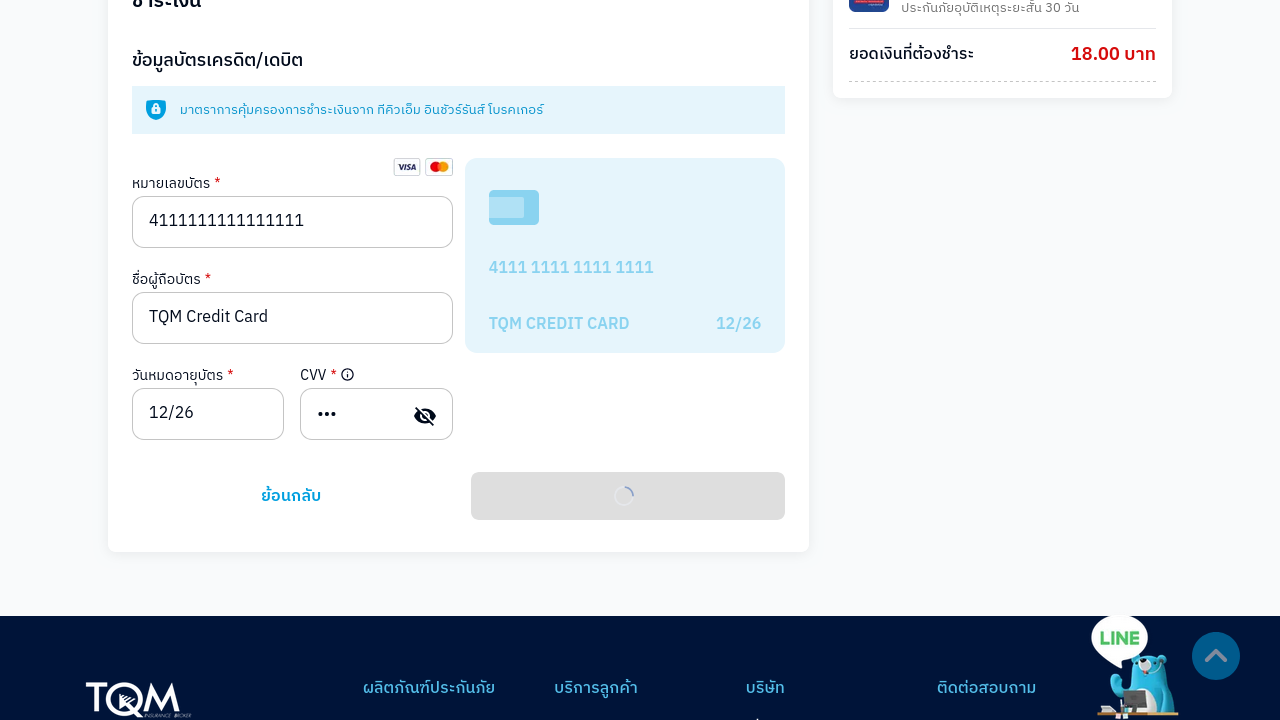 ชำระเงิน
ข้อมูลบัตรเครดิต/เดบิต
มาตราการคุ้มครองการชำระเงินจาก ทีคิวเอ็ม อินชัวร์รันส์ โบรคเกอร์
VISA
หมายเลขบัตร *
4111111111111111
ชื่อผู้ถือบัตร *
TQM Credit Card
วันหมดอายุบัตร *
CVV *
12/26
•••
4111 1111 1111 1111
TQM CREDIT CARD 12/26
ย้อนกลับ
ประกันภัยอุบัติเหตุระยะสั้น 30 วัน
ยอดเงินที่ต้องชำระ 18.00 บาท
LINE
TQM
INSURANCE BROKER
ผลิตภัณฑ์ประกันภัย
บริการลูกค้า
บริษัท
ติดต่อสอบถาม